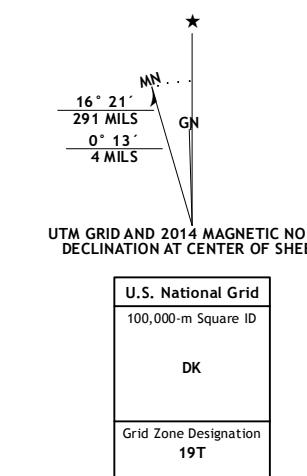 ★
MN
16° 21´
291 MILS
GN
0° 13´
4 MILS
UTM GRID AND 2014 MAGNETIC NO
DECLINATION AT CENTER OF SHEE
U.S. National Grid
100,000-m Square ID
DK
Grid Zone Designation
19T